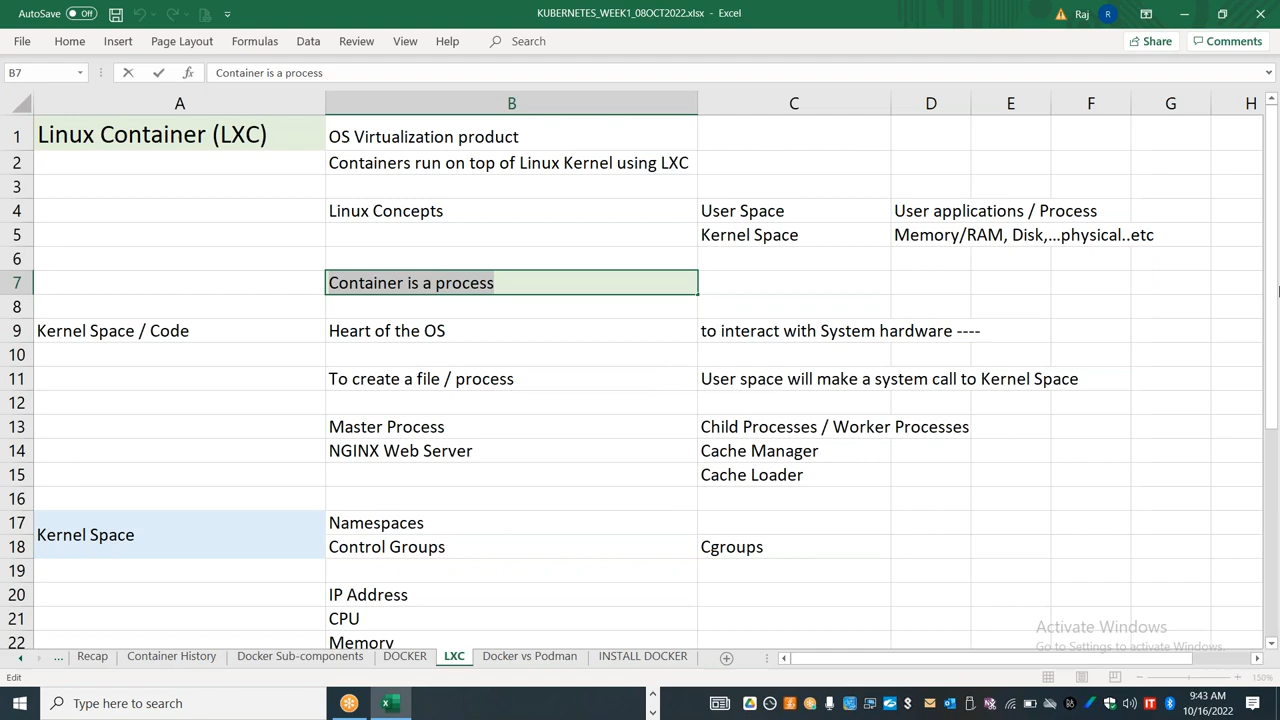 AutoSave Off KUBERNETES_WEEK1_08OCT2022.xlsx - Excel Raj R
File Home Insert Page Layout Formulas Data Review View Help Search Share Comments
B7 fx Container is a process
A B C D E F G H
1 Linux Container (LXC) OS Virtualization product
2 Containers run on top of Linux Kernel using LXC
3
4 Linux Concepts User Space User applications / Process
5 Kernel Space Memory/RAM, Disk,...physical..etc
6
7 Container is a process
8
9 Kernel Space / Code Heart of the OS to interact with System hardware ----
10
11 To create a file / process User space will make a system call to Kernel Space
12
13 Master Process Child Processes / Worker Processes
14 NGINX Web Server Cache Manager
15 Cache Loader
16
17 Namespaces
Kernel Space
18 Control Groups Cgroups
19
20 IP Address
21 CPU
22 Memory
Activate Windows
Go to Settings to activate Windows.
... Recap Container History Docker Sub-components DOCKER LXC Docker vs Podman INSTALL DOCKER
Edit 150%
Type here to search
9:43 AM
10/16/2022